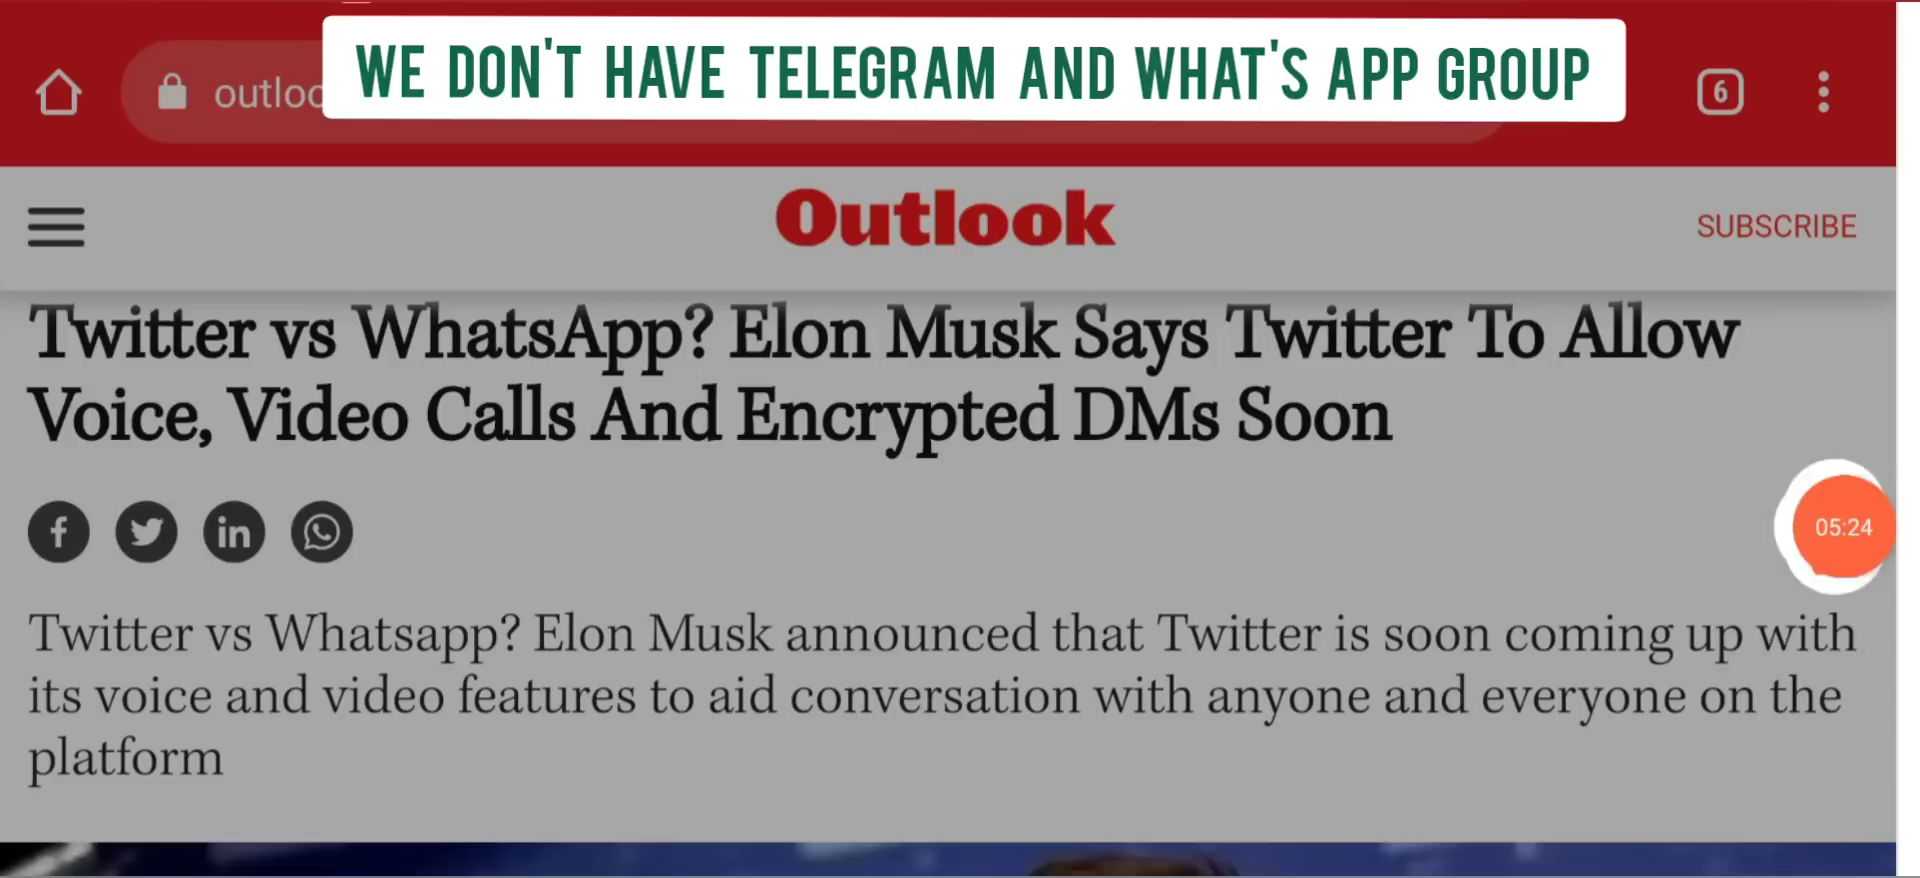 WE DON'T HAVE TELEGRAM AND WHAT'S APP GROUP
outloo
6
Outlook
SUBSCRIBE
Twitter vs WhatsApp? Elon Musk Says Twitter To Allow
Voice, Video Calls And Encrypted DMs Soon
f
in
05:24
Twitter vs Whatsapp? Elon Musk announced that Twitter is soon coming up with
its voice and video features to aid conversation with anyone and everyone on the
platform